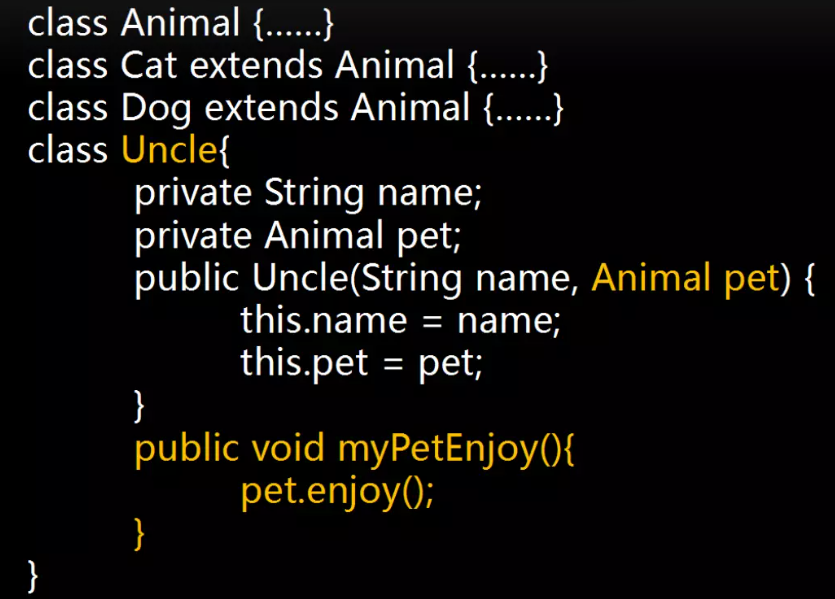 class Animal {......}
class Cat extends Animal {......}
class Dog extends Animal {......}
class Uncle{
private String name;
private Animal pet;
public Uncle(String name, Animal pet) {
this.name = name;
this.pet = pet;
}
public void myPetEnjoy(){
pet.enjoy();
}
}